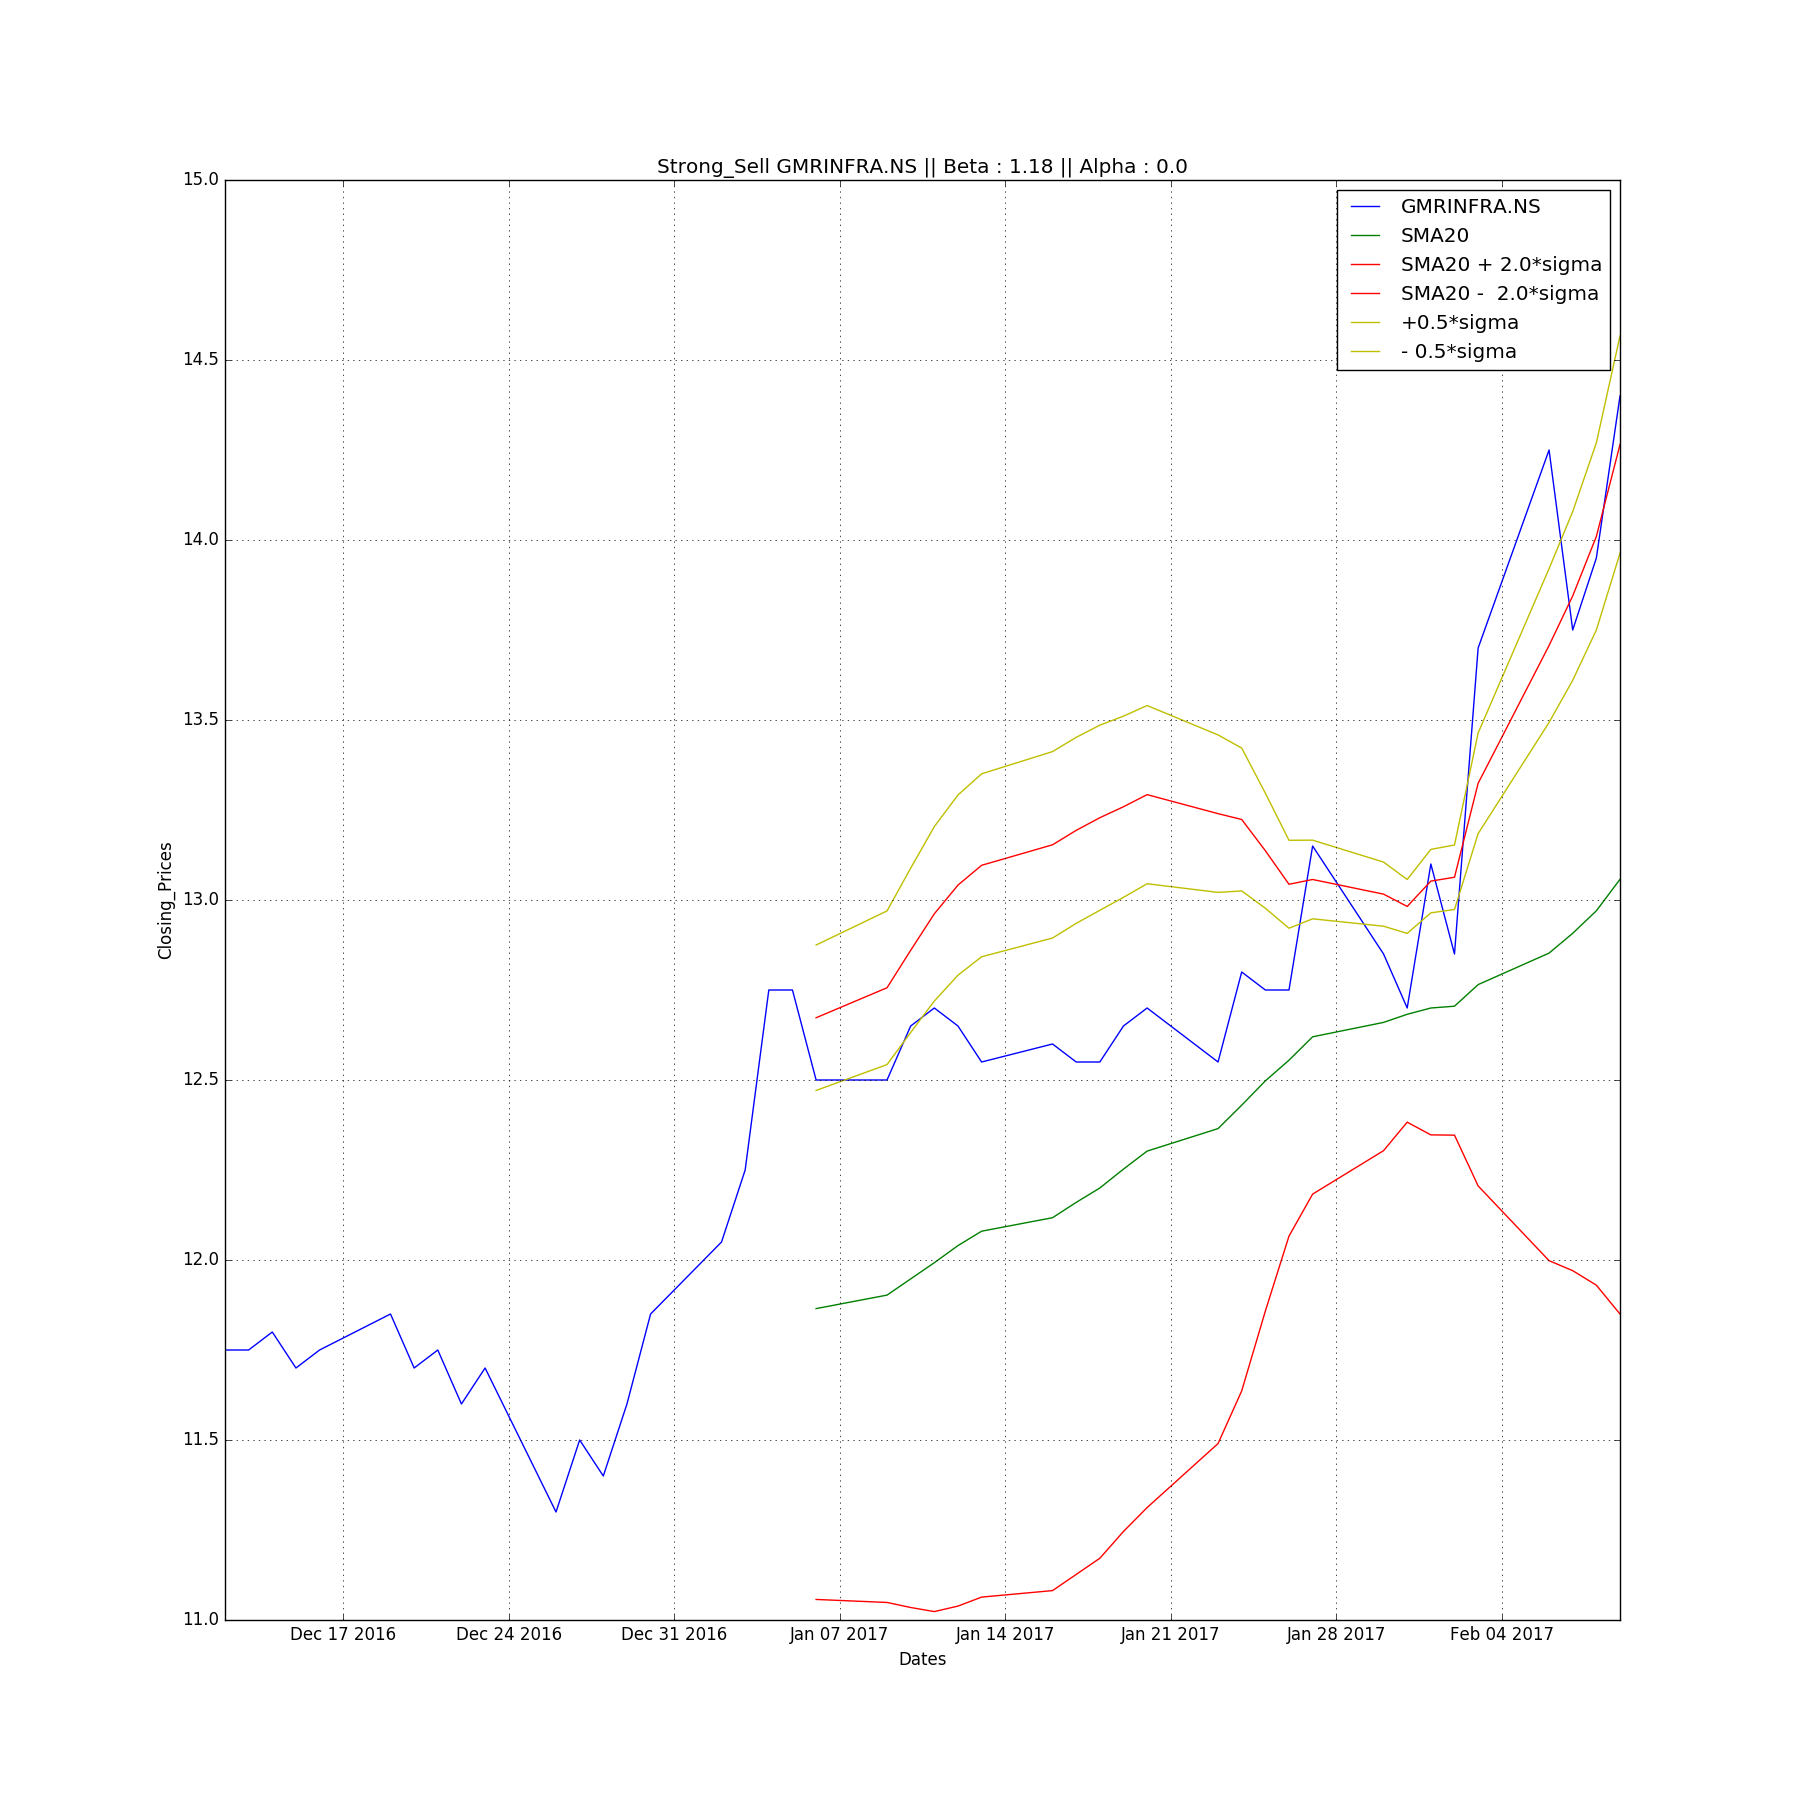 Strong_Sell GMRINFRA.NS || Beta : 1.18 || Alpha : 0.0
GMRINFRA.NS
SMA20
SMA20 + 2.0*sigma
SMA20 -  2.0*sigma
+0.5*sigma
- 0.5*sigma
15.0
14.5
14.0
13.5
13.0
12.5
12.0
11.5
11.0
Closing_Prices
Dec 17 2016 Dec 24 2016 Dec 31 2016 Jan 07 2017 Jan 14 2017 Jan 21 2017 Jan 28 2017 Feb 04 2017
Dates